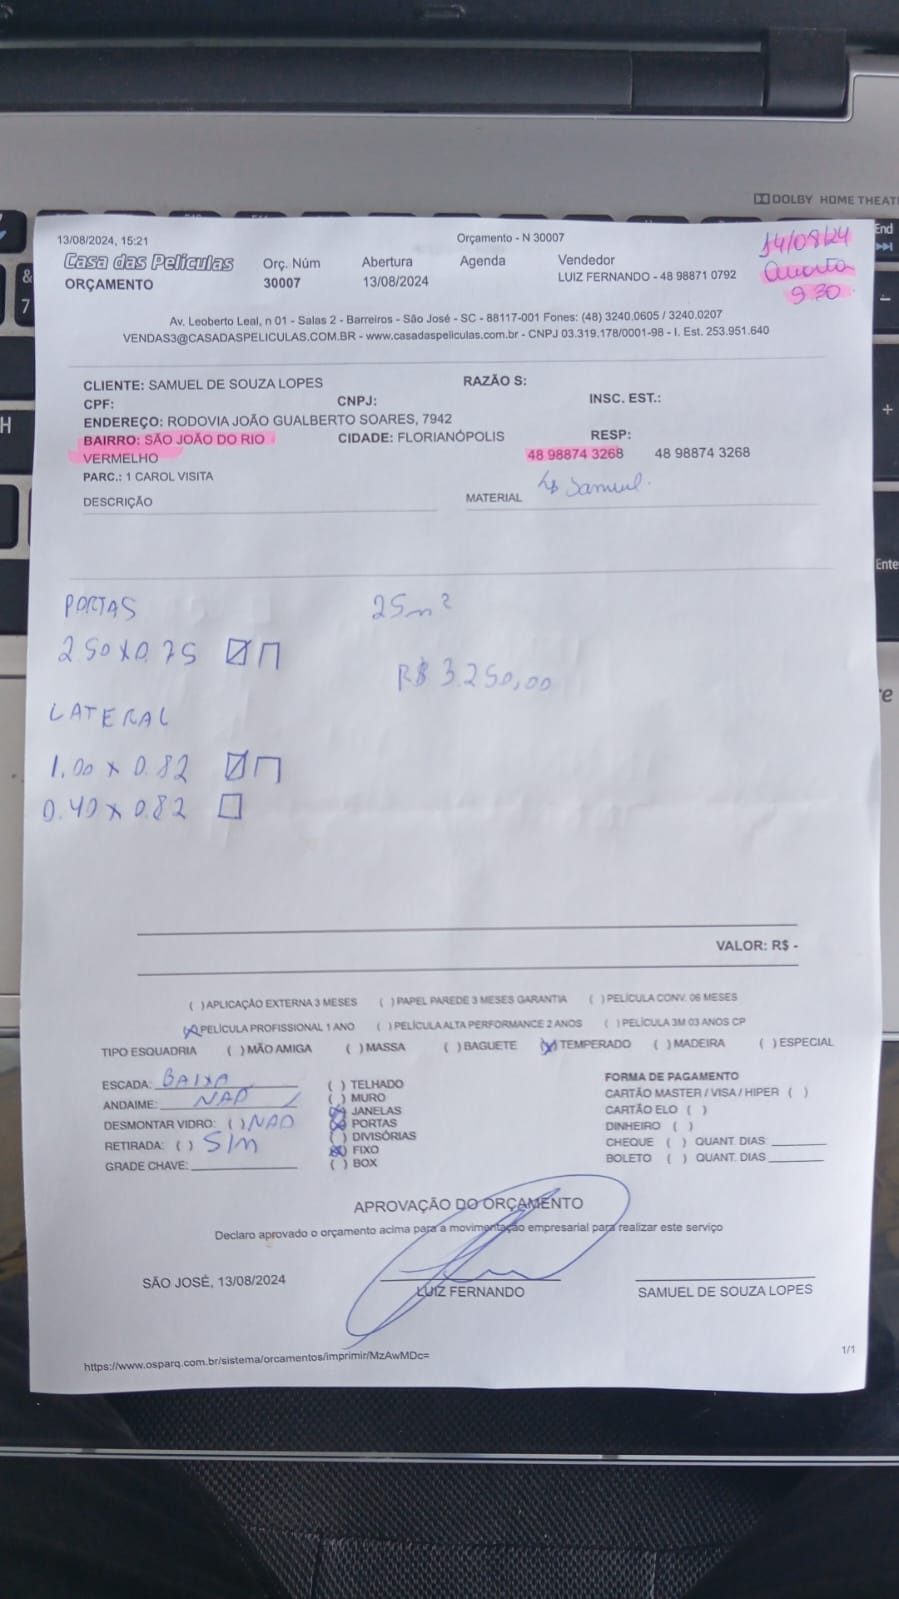 DOLBY HOME THEAT
End
&
7
H
Enter
13/08/2024, 15:21
Orçamento - N 30007
14/08/24
Quarta
9 30
Casa das Películas
ORÇAMENTO
Orç. Núm
30007
Abertura
13/08/2024
Agenda
Vendedor
LUIZ FERNANDO - 48 98871 0792
Av. Leoberto Leal, n 01 - Salas 2 - Barreiros - São José - SC - 88117-001 Fones: (48) 3240.0605 / 3240.0207
VENDAS3@CASADASPELICULAS.COM.BR - www.casadaspeliculas.com.br - CNPJ 03.319.178/0001-98 - I. Est. 253.951.640
CLIENTE: SAMUEL DE SOUZA LOPES RAZÃO S:
CPF: CNPJ: INSC. EST.:
ENDEREÇO: RODOVIA JOÃO GUALBERTO SOARES, 7942
BAIRRO: SÃO JOÃO DO RIO CIDADE: FLORIANÓPOLIS RESP:
VERMELHO 48 98874 3268 48 98874 3268
PARC.: 1 CAROL VISITA
Samuel.
DESCRIÇÃO MATERIAL
PORTAS 25m²
2.50 x 0.75
R$ 3.250,00
LATERAL
1.00 x 0.82
0.40 x 0.82
VALOR: R$ -
( ) APLICAÇÃO EXTERNA 3 MESES ( ) PAPEL PAREDE 3 MESES GARANTIA ( ) PELÍCULA CONV. 06 MESES
(X) PELÍCULA PROFISSIONAL 1 ANO ( ) PELÍCULA ALTA PERFORMANCE 2 ANOS ( ) PELÍCULA 3M 03 ANOS CP
TIPO ESQUADRIA ( ) MÃO AMIGA ( ) MASSA ( ) BAGUETE (X) TEMPERADO ( ) MADEIRA ( ) ESPECIAL
ESCADA: BAIXA
ANDAIME: NAO
DESMONTAR VIDRO: ( ) NAO
RETIRADA: ( ) SIM
GRADE CHAVE:
( ) TELHADO
( ) MURO
(X) JANELAS
(X) PORTAS
( ) DIVISÓRIAS
(X) FIXO
( ) BOX
FORMA DE PAGAMENTO
CARTÃO MASTER / VISA / HIPER ( )
CARTÃO ELO ( )
DINHEIRO ( )
CHEQUE ( ) QUANT. DIAS:
BOLETO ( ) QUANT. DIAS
APROVAÇÃO DO ORÇAMENTO
Declaro aprovado o orçamento acima para a movimentação empresarial para realizar este serviço
SÃO JOSÉ, 13/08/2024
LUIZ FERNANDO
SAMUEL DE SOUZA LOPES
https://www.osparq.com.br/sistema/orcamentos/imprimir/MzAwMDc=
1/1